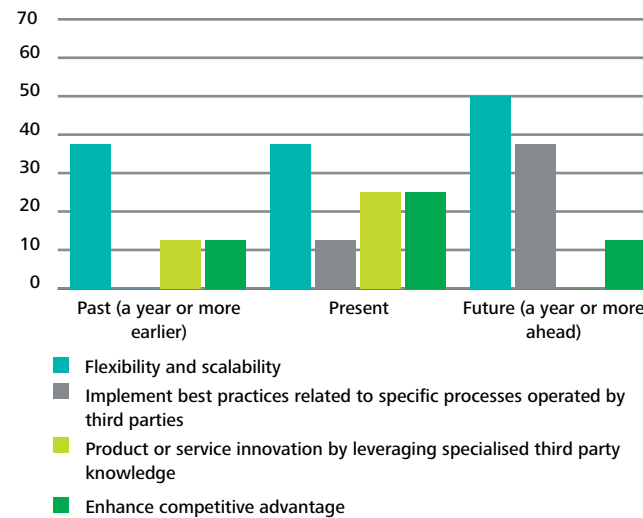 70
60
50
40
30
20
10
0
Past (a year or more
earlier)
Present
Future (a year or more
ahead)
Flexibility and scalability
Implement best practices related to specific processes operated by
third parties
Product or service innovation by leveraging specialised third party
knowledge
Enhance competitive advantage